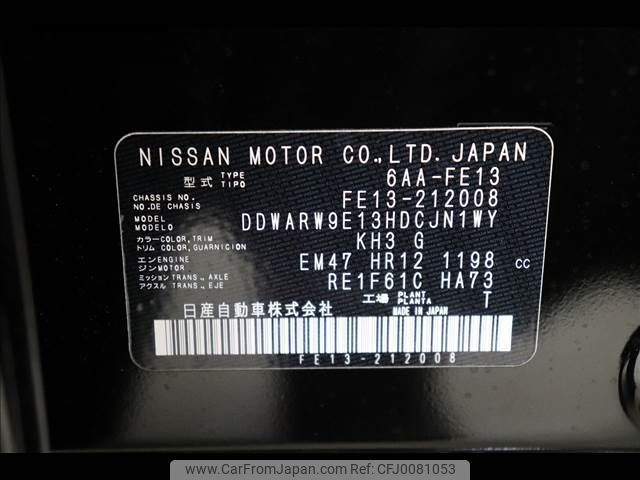 NISSAN MOTOR CO.,LTD. JAPAN
型式 TYPE TIPO 6AA-FE13
CHASSIS NO. NO.DE CHASIS FE13-212008
MODEL MODELO DDWARW9E13HDCJN1WY
カラー COLOR, TRIM トリム COLOR, GUARNICION KH3 G
エンジン ENGINE MOTOR EM47 HR12 1198 cc
ミッション TRANS., AXLE アクスル TRANS., EJE RE1F61C HA73
工場 PLANT PLANTA T
日産自動車株式会社 MADE IN JAPAN
FE13-212008
www.CarFromJapan.com | Ref: CFJ0081053